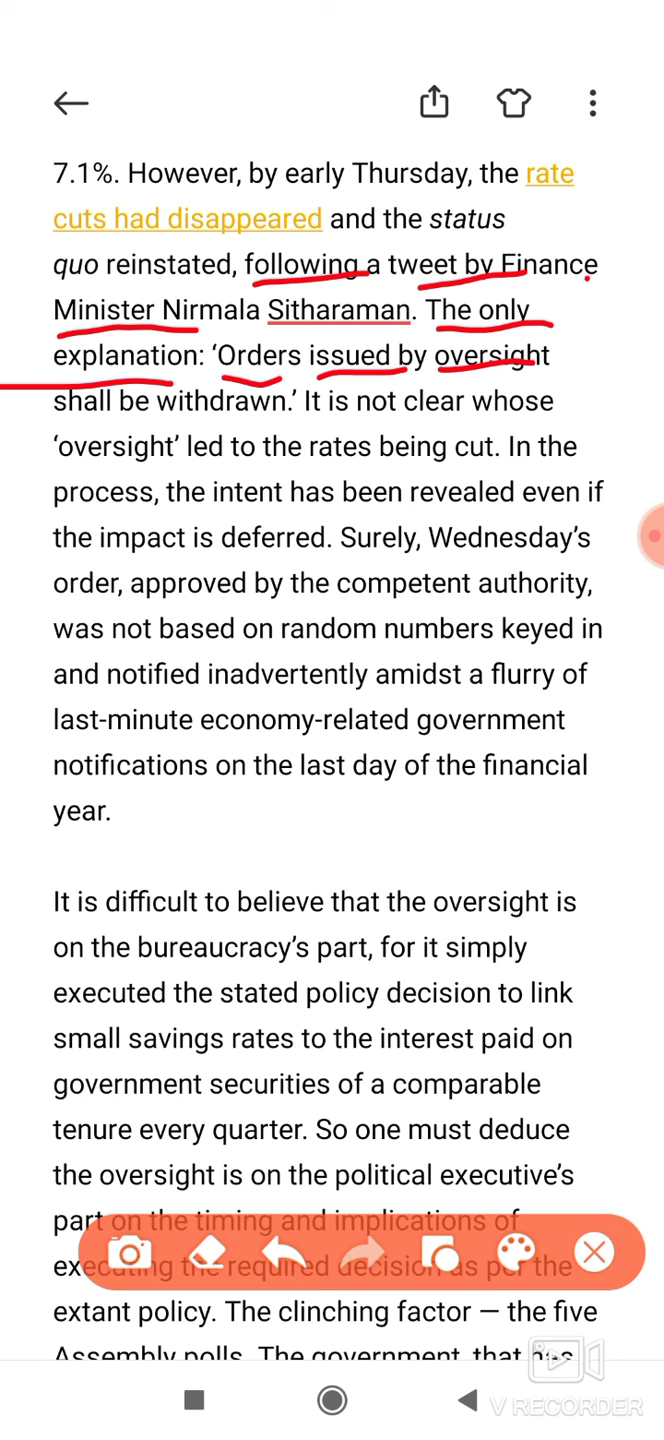 7.1%. However, by early Thursday, the rate
cuts had disappeared and the status
quo reinstated, following a tweet by Finance
Minister Nirmala Sitharaman. The only
explanation: ‘Orders issued by oversight
shall be withdrawn.’ It is not clear whose
‘oversight’ led to the rates being cut. In the
process, the intent has been revealed even if
the impact is deferred. Surely, Wednesday’s
order, approved by the competent authority,
was not based on random numbers keyed in
and notified inadvertently amidst a flurry of
last-minute economy-related government
notifications on the last day of the financial
year.
It is difficult to believe that the oversight is
on the bureaucracy’s part, for it simply
executed the stated policy decision to link
small savings rates to the interest paid on
government securities of a comparable
tenure every quarter. So one must deduce
the oversight is on the political executive’s
part on the timing and implications of
executing the required decision as per the
extant policy. The clinching factor — the five
Assembly polls. The government, that has
V RECORDER